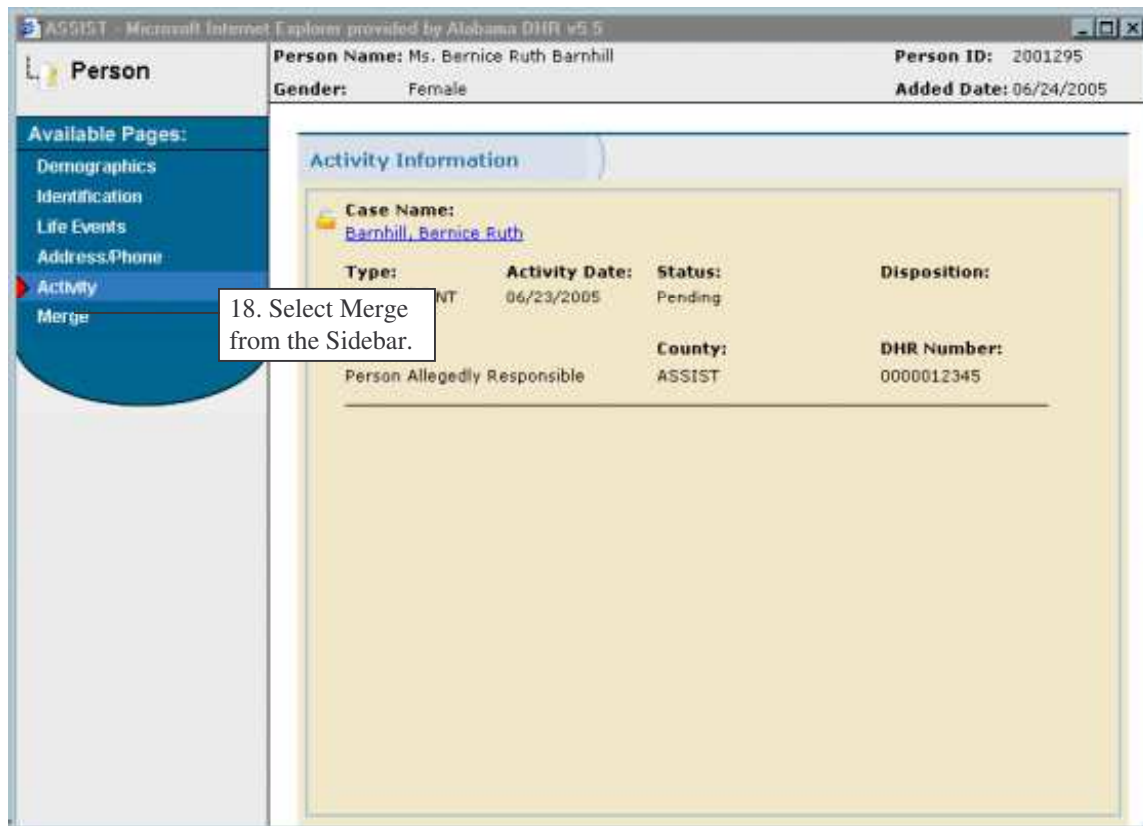 ASSIST - Microsoft Internet Explorer provided by Alabama DHR v5.5
Person
Person Name: Ms. Bernice Ruth Barnhill
Person ID: 2001295
Gender: Female
Added Date: 06/24/2005
Available Pages:
Demographics
Identification
Life Events
Address/Phone
Activity
Merge
Activity Information
Case Name:
Barnhill, Bernice Ruth
Type: Activity Date: Status: Disposition:
NT 06/23/2005 Pending
18. Select Merge
from the Sidebar.
County: DHR Number:
Person Allegedly Responsible ASSIST 0000012345